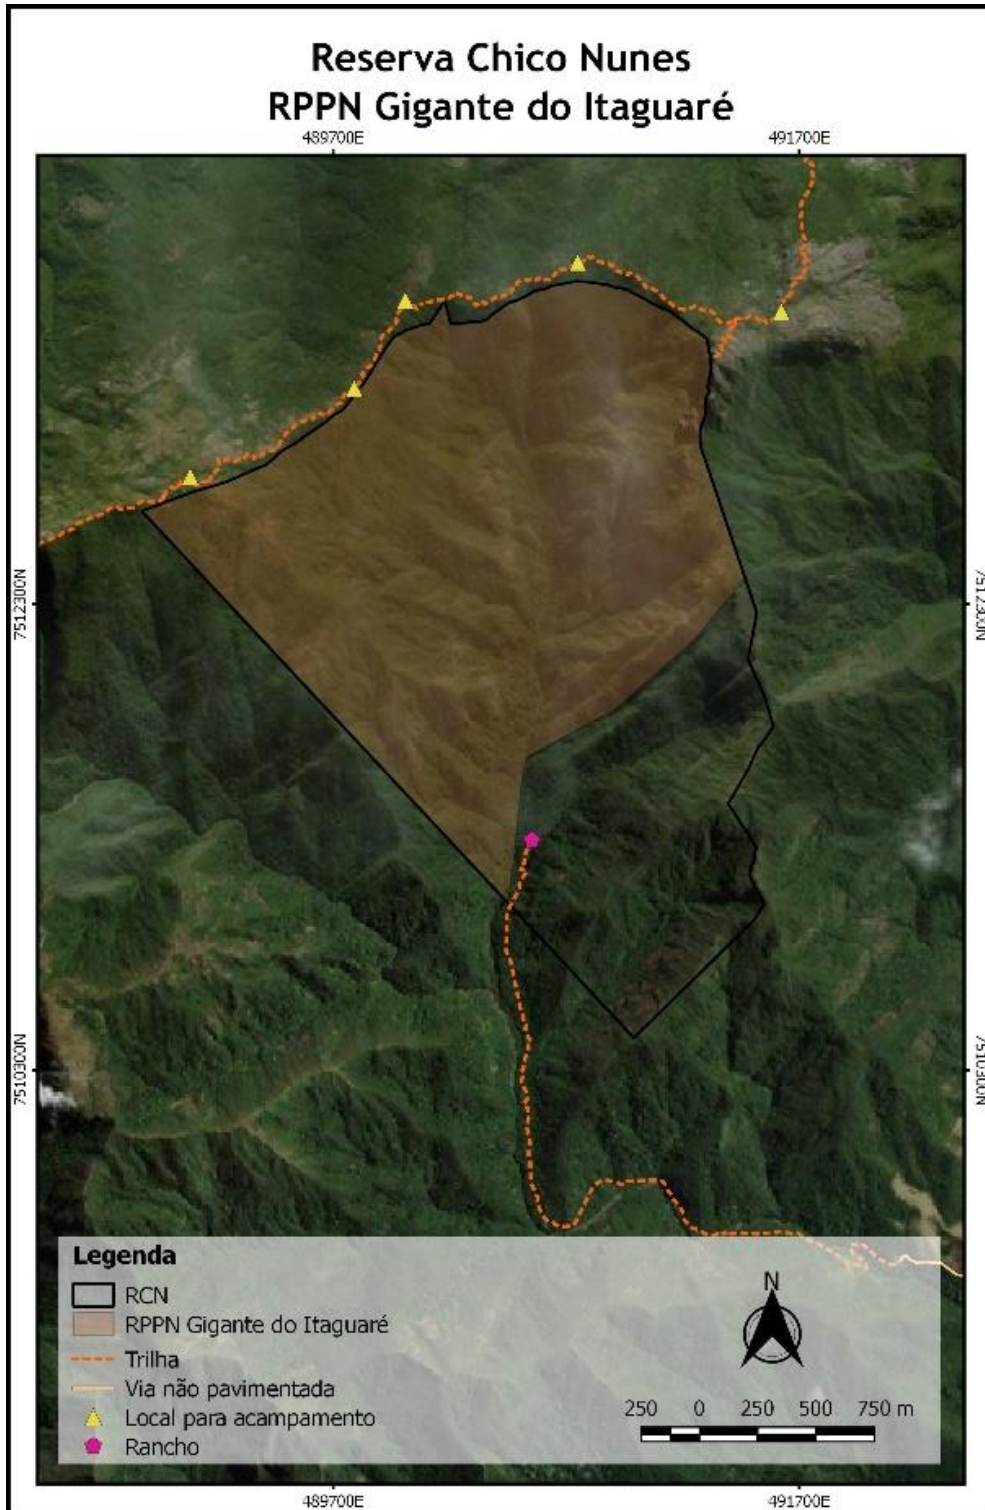 Reserva Chico Nunes
RPPN Gigante do Itaguaré
489700E 491700E
7512300N 7512300N
7510300N 7510300N
Legenda
RCN
RPPN Gigante do Itaguaré
Trilha
Via não pavimentada
Local para acampamento
Rancho
N
250 0 250 500 750 m
489700E 491700E